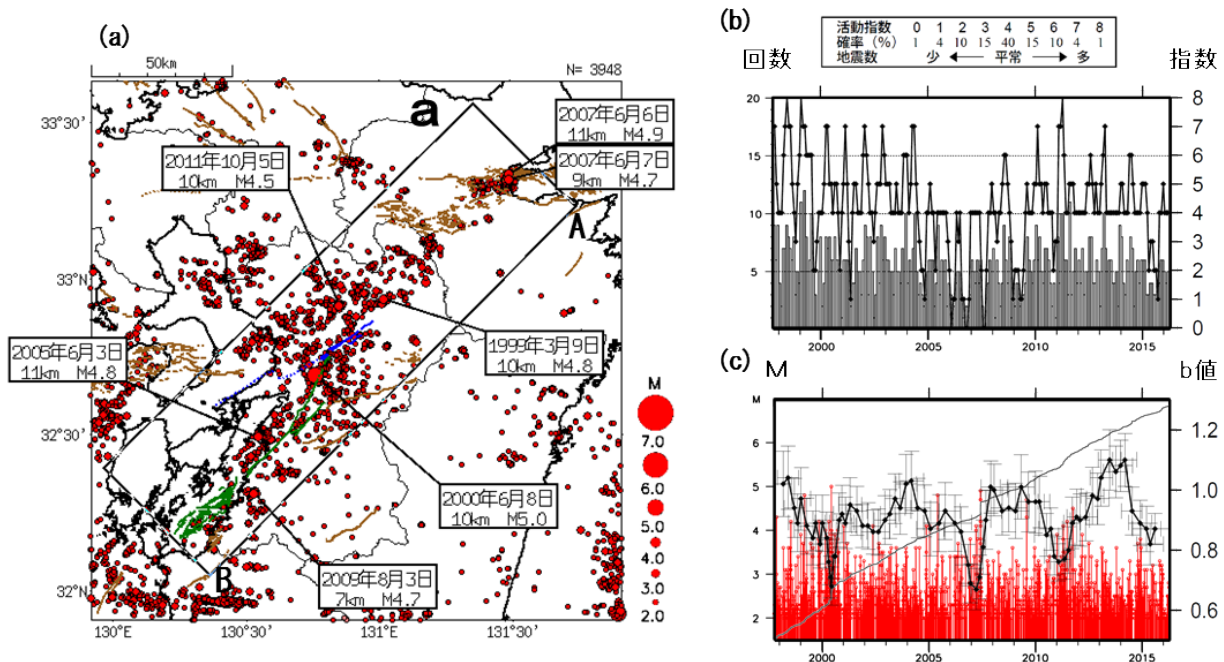 (a)
50km
N= 3948
33°30′
33°N
32°30′
32°N
130°E
130°30′
131°E
131°30′
a
A
B
2007年6月6日
11km M4.9
2007年6月7日
9km M4.7
2011年10月5日
10km M4.5
2005年6月3日
11km M4.8
1999年3月9日
10km M4.8
2000年6月8日
10km M5.0
2009年8月3日
7km M4.7
M
7.0
6.0
5.0
4.0
3.0
2.0
(b)
活動指数 0 1 2 3 4 5 6 7 8
確率(%) 1 4 10 15 40 15 10 4 1
地震数 少 ← 平常 → 多
回数
指数
20
15
10
5
8
7
6
5
4
3
2
1
0
2000 2005 2010 2015
(c)
M
b値
M
6
5
4
3
2
1.2
1.0
0.8
0.6
2000 2005 2010 2015